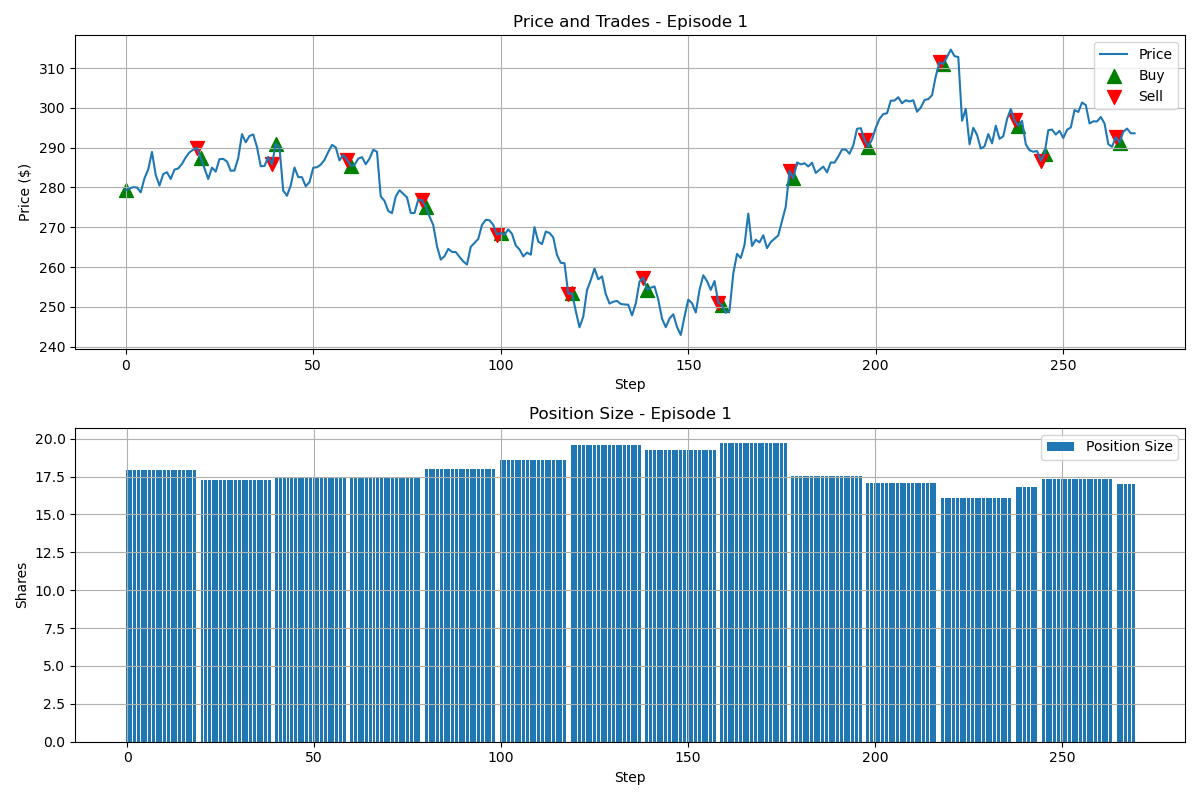 Price and Trades - Episode 1
Price ($)
310
300
290
280
270
260
250
240
Price
Buy
Sell
0
50
100
150
200
250
Step
Position Size - Episode 1
Shares
20.0
17.5
15.0
12.5
10.0
7.5
5.0
2.5
0.0
Position Size
0
50
100
150
200
250
Step